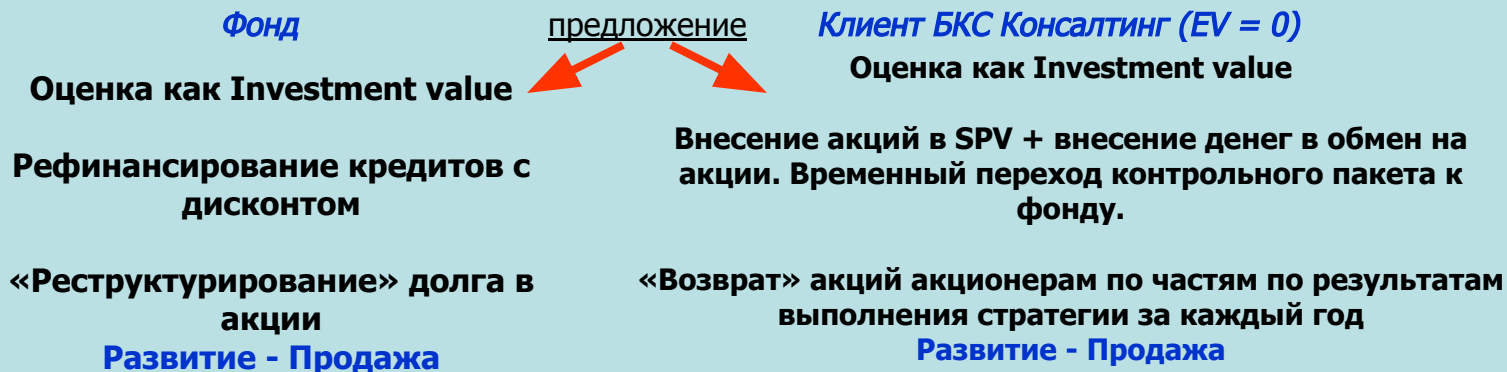 Фонд
предложение
Клиент БКС Консалтинг (EV = 0)
Оценка как Investment value
Рефинансирование кредитов с
дисконтом
«Реструктурирование» долга в
акции
Развитие - Продажа
Оценка как Investment value
Внесение акций в SPV + внесение денег в обмен на
акции. Временный переход контрольного пакета к
фонду.
«Возврат» акций акционерам по частям по результатам
выполнения стратегии за каждый год
Развитие - Продажа